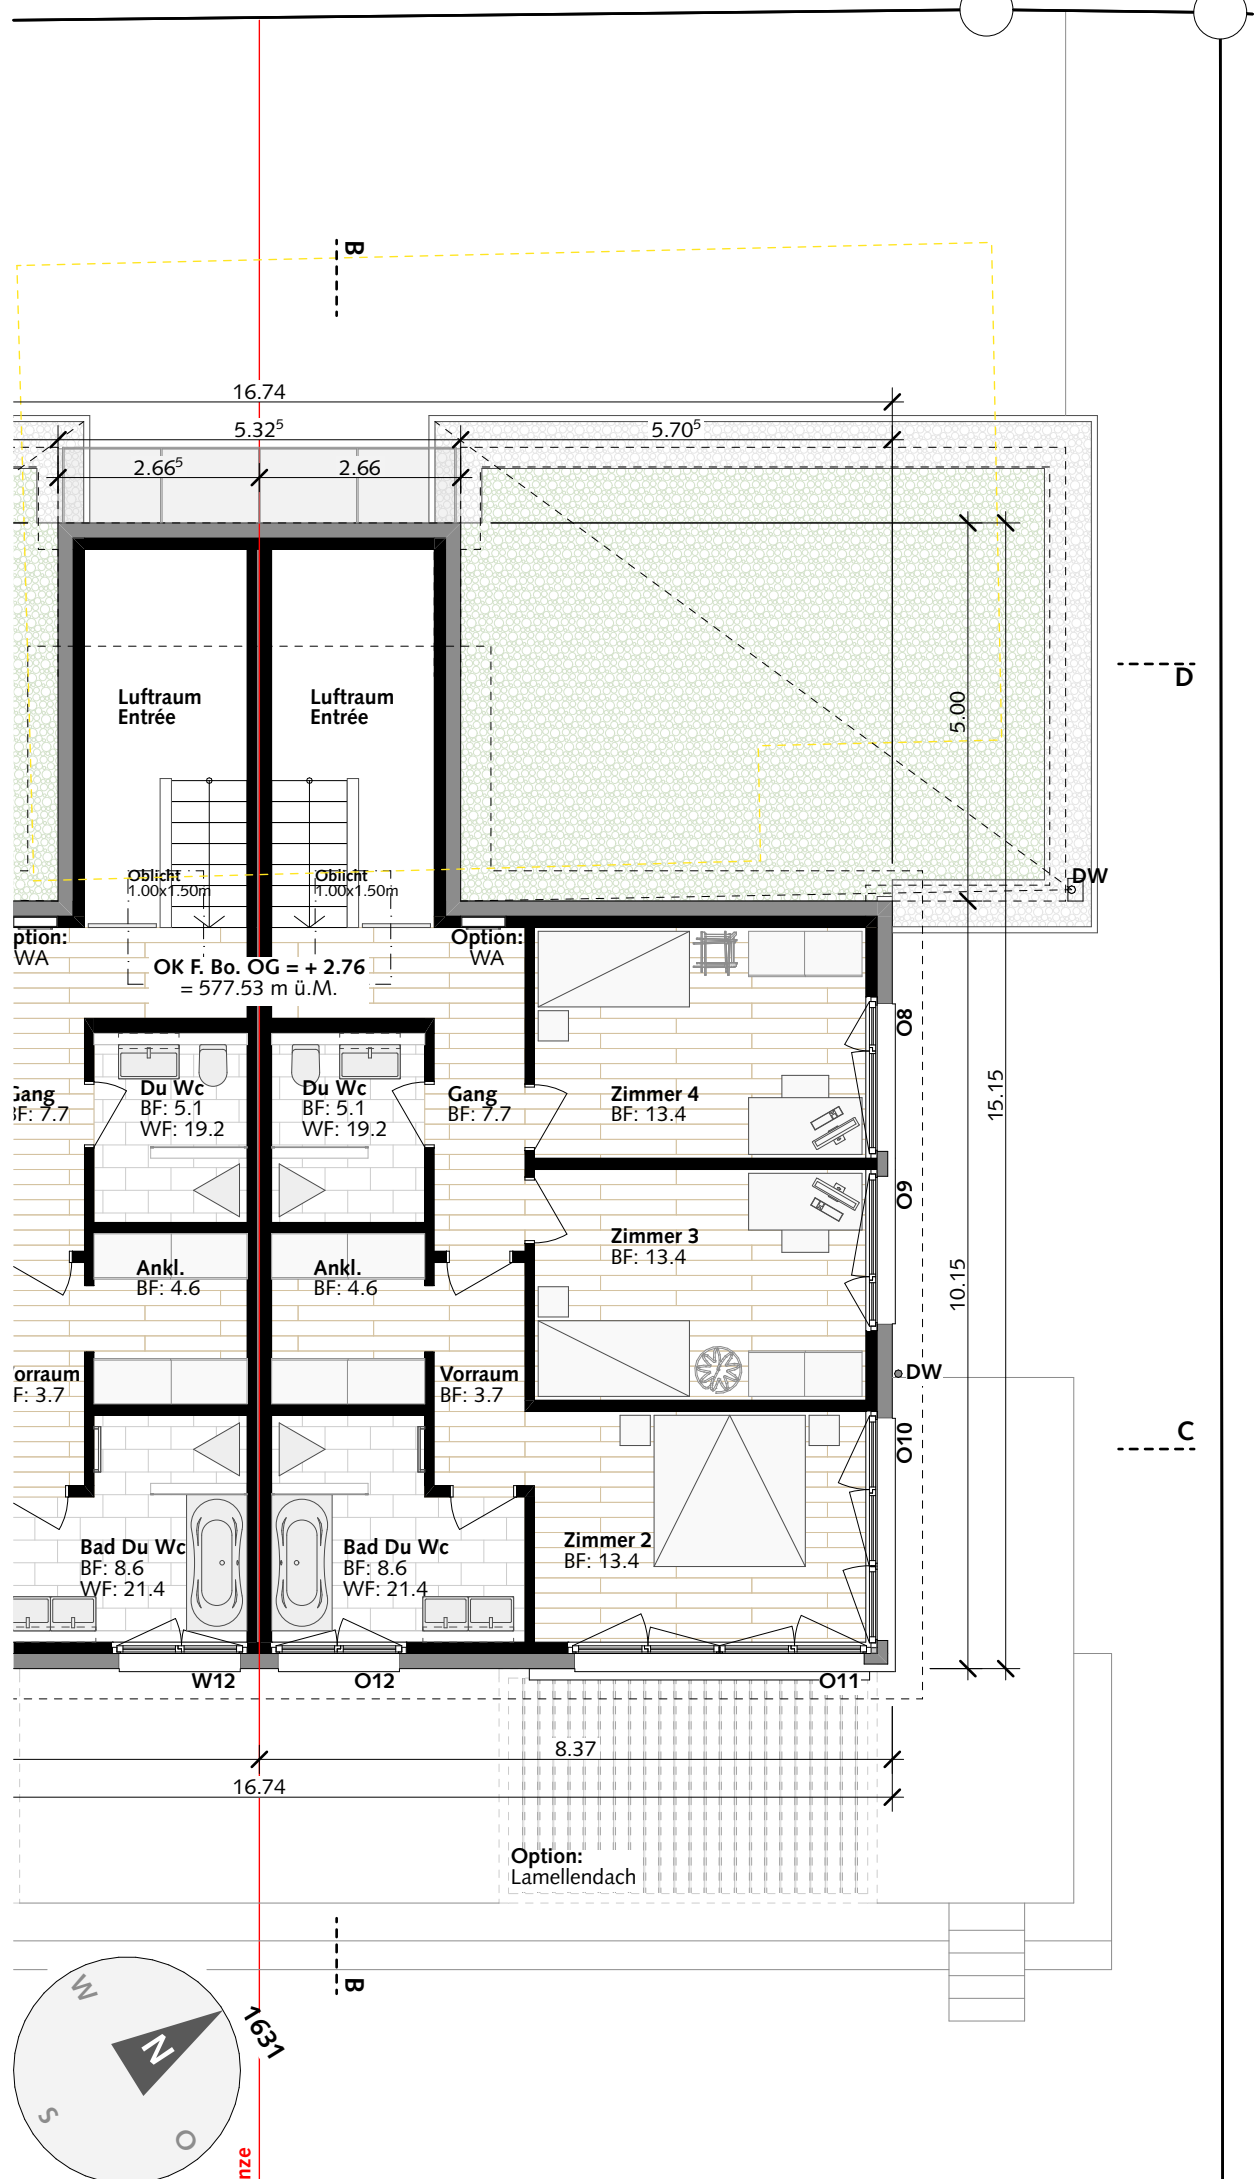 B
16.74
5.32⁵
5.70⁵
2.66⁵
2.66
Luftraum
Entrée
Luftraum
Entrée
5.00
D
Oblicht
1.00x1.50m
Oblicht
1.00x1.50m
DW
ption:
WA
Option:
WA
OK F. Bo. OG = + 2.76
= 577.53 m ü.M.
O8
Gang
BF: 7.7
Du Wc
BF: 5.1
WF: 19.2
Du Wc
BF: 5.1
WF: 19.2
Gang
BF: 7.7
Zimmer 4
BF: 13.4
15.15
O9
Zimmer 3
BF: 13.4
Ankl.
BF: 4.6
Ankl.
BF: 4.6
10.15
orraum
F: 3.7
Vorraum
BF: 3.7
DW
O10
C
Bad Du Wc
BF: 8.6
WF: 21.4
Bad Du Wc
BF: 8.6
WF: 21.4
Zimmer 2
BF: 13.4
W12
O12
O11
8.37
16.74
Option:
Lamellendach
B
W
N
S
O
1631
nze